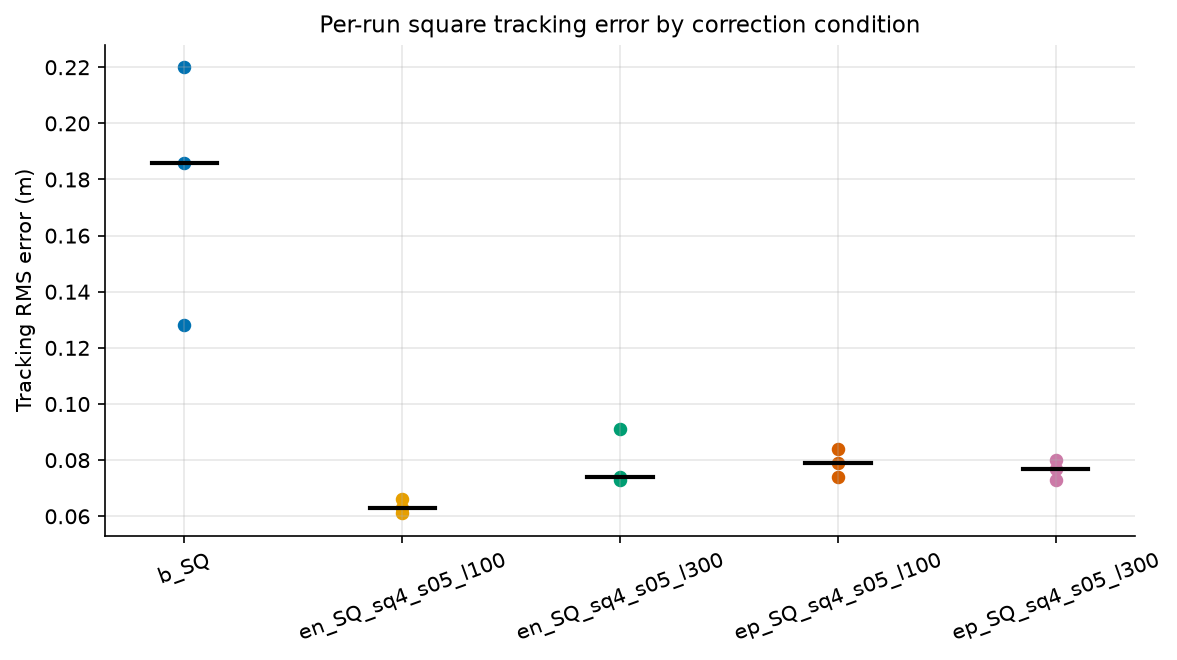 Per-run square tracking error by correction condition
Tracking RMS error (m)
0.22
0.20
0.18
0.16
0.14
0.12
0.10
0.08
0.06
b_SQ
en_SQ_sq4_s05_l100
en_SQ_sq4_s05_l300
ep_SQ_sq4_s05_l100
ep_SQ_sq4_s05_l300